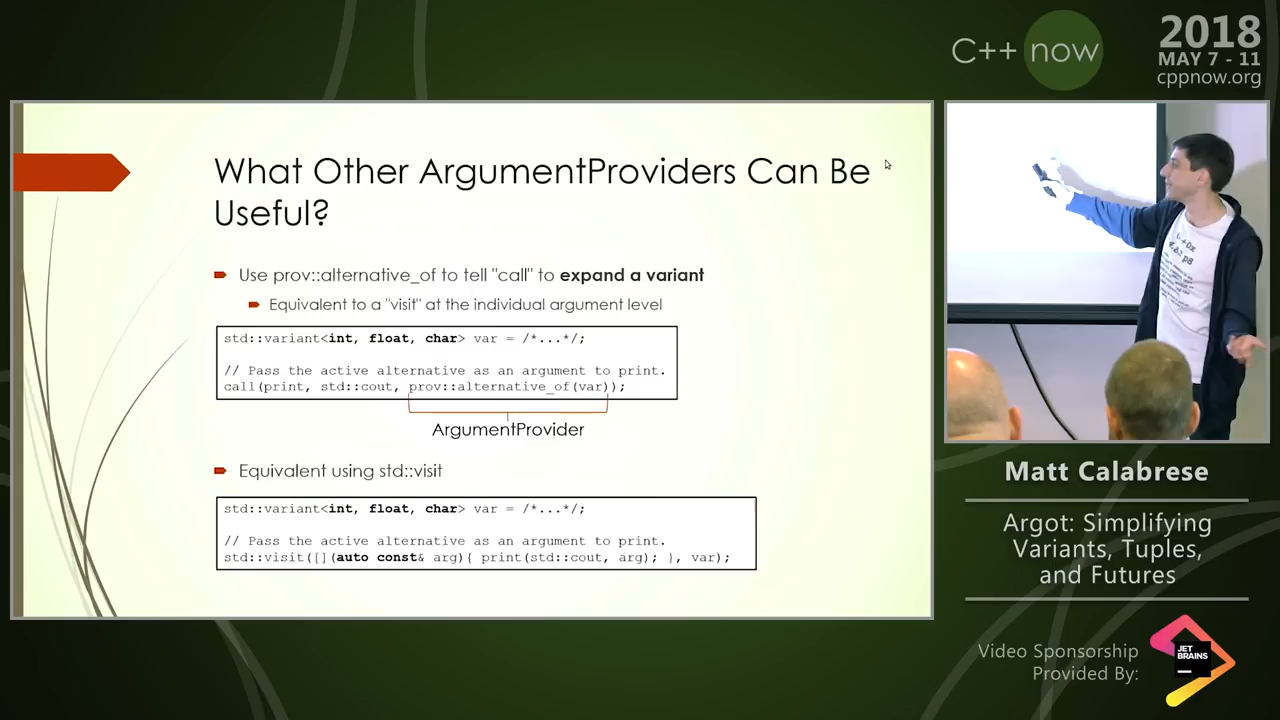 C++ now
2018
MAY 7 - 11
cppnow.org
What Other ArgumentProviders Can Be
Useful?
Use prov::alternative_of to tell "call" to expand a variant
Equivalent to a "visit" at the individual argument level
std::variant<int, float, char> var = /*...*/;
// Pass the active alternative as an argument to print.
call(print, std::cout, prov::alternative_of(var));
ArgumentProvider
Equivalent using std::visit
std::variant<int, float, char> var = /*...*/;
// Pass the active alternative as an argument to print.
std::visit([](auto const& arg){ print(std::cout, arg); }, var);
Matt Calabrese
Argot: Simplifying
Variants, Tuples,
and Futures
Video Sponsorship
Provided By:
JET
BRAINS